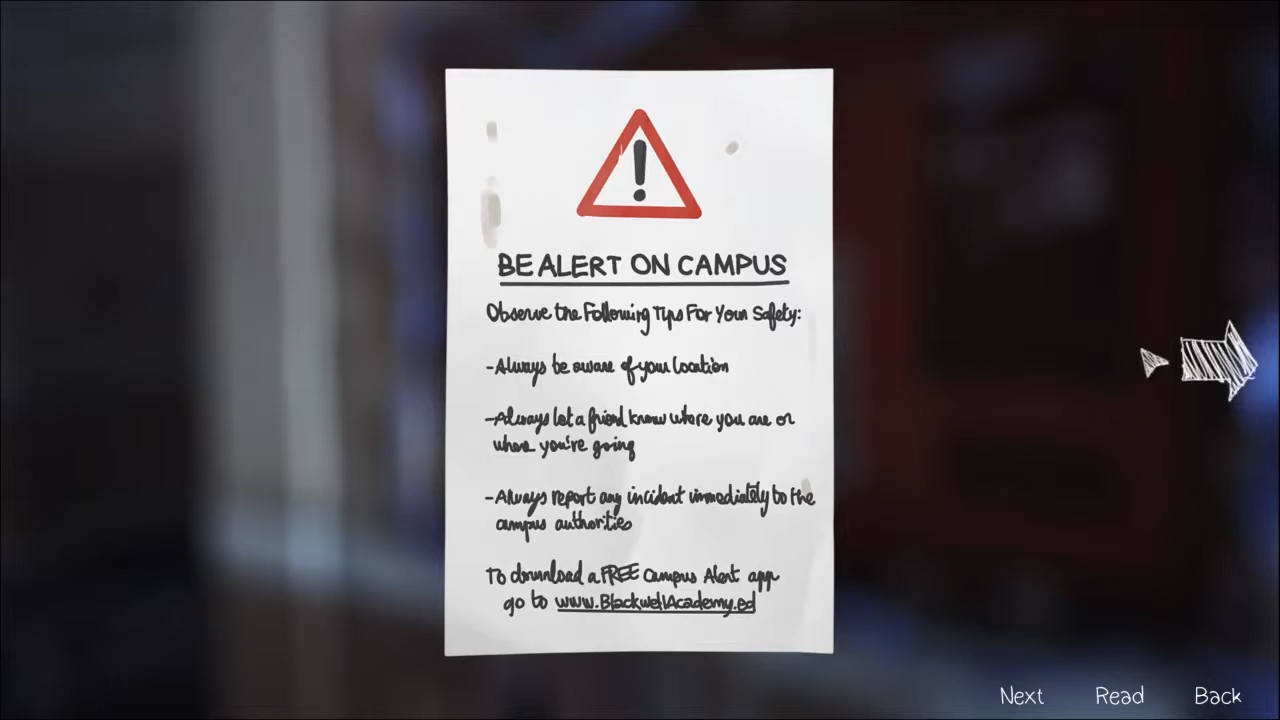 !
BE ALERT ON CAMPUS
Observe the Following Tips For Your Safety:
-Always be aware of your location
-Always let a friend know where you are or
where you're going
-Always report any incident immediately to the
campus authorities
To download a FREE Campus Alert app
go to www.BlackwellAcademy.ed
Next Read Back